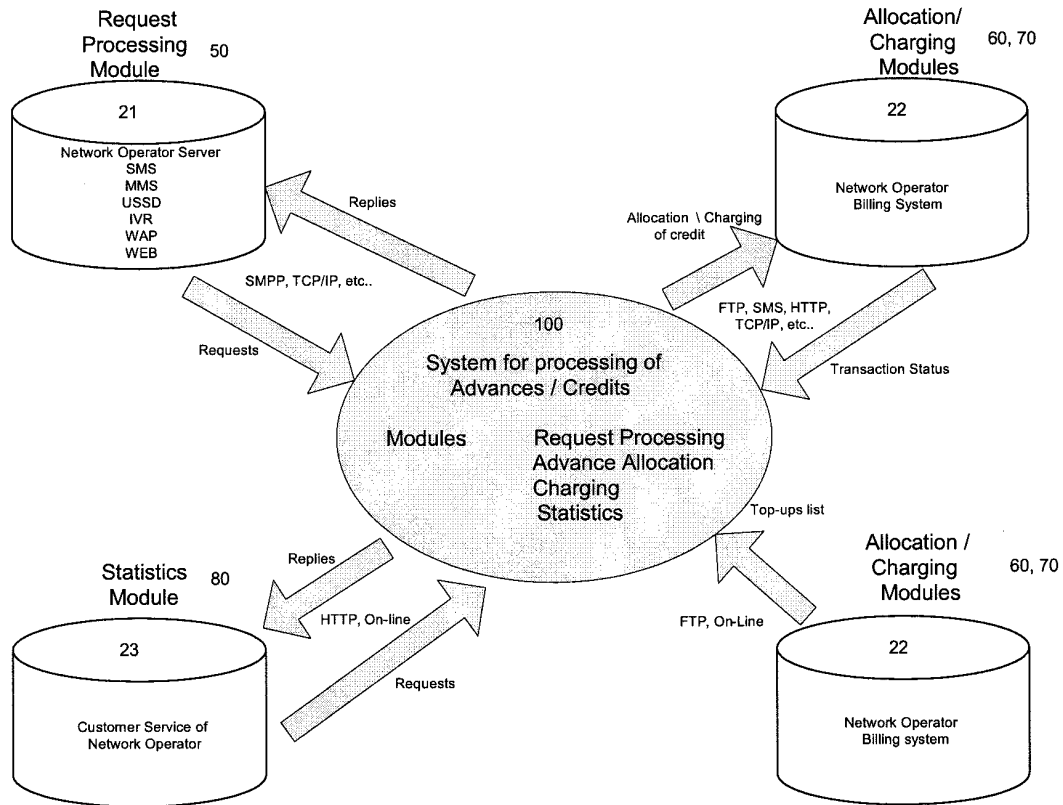 Request
Processing
Module
50
21
Network Operator Server
SMS
MMS
USSD
IVR
WAP
WEB
Allocation/
Charging
Modules
60, 70
22
Network Operator
Billing System
Replies
SMPP, TCP/IP, etc..
Requests
Allocation \ Charging
of credit
FTP, SMS, HTTP,
TCP/IP, etc..
Transaction Status
100
System for processing of
Advances / Credits
Modules
Request Processing
Advance Allocation
Charging
Statistics
Top-ups list
FTP, On-Line
Replies
HTTP, On-line
Requests
Statistics
Module
80
23
Customer Service of
Network Operator
Allocation /
Charging
Modules
60, 70
22
Network Operator
Billing system